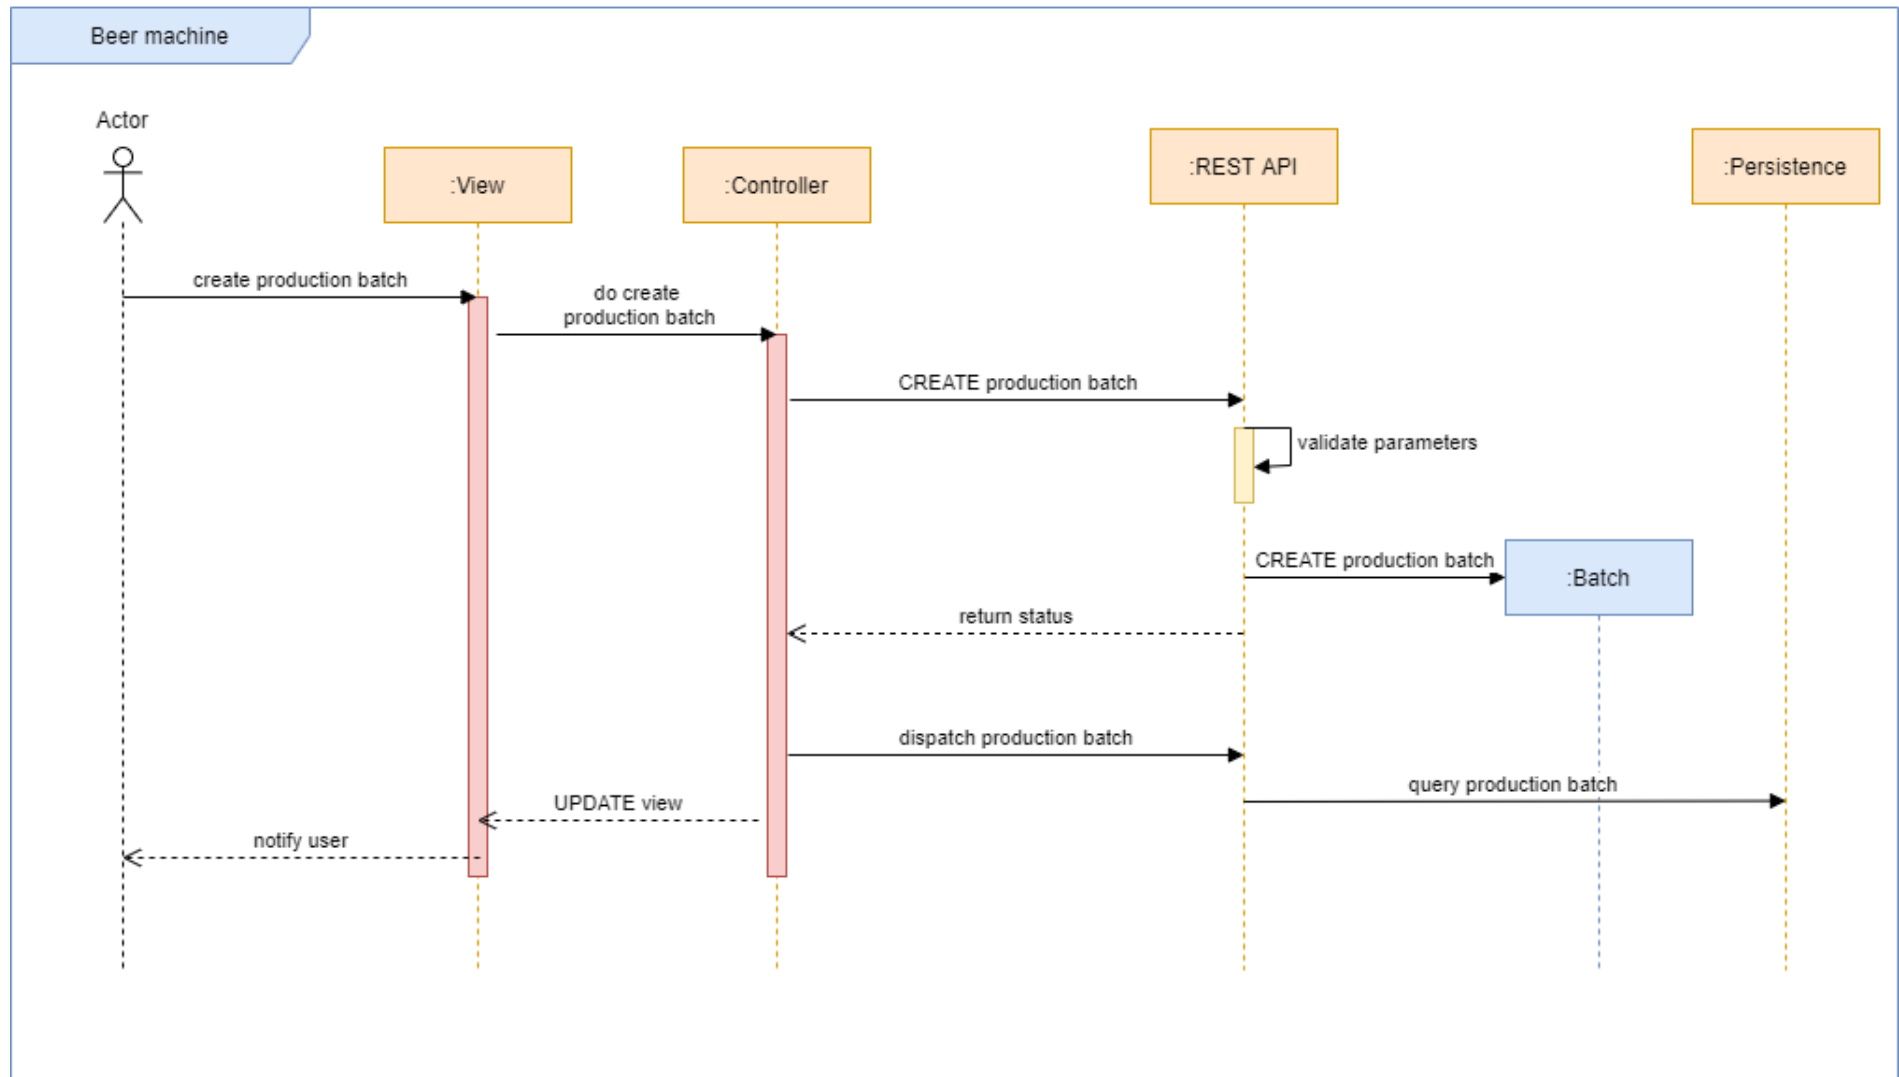 Beer machine
Actor
:View
:Controller
:REST API
:Persistence
create production batch
do create
production batch
CREATE production batch
validate parameters
CREATE production batch
:Batch
return status
dispatch production batch
query production batch
UPDATE view
notify user